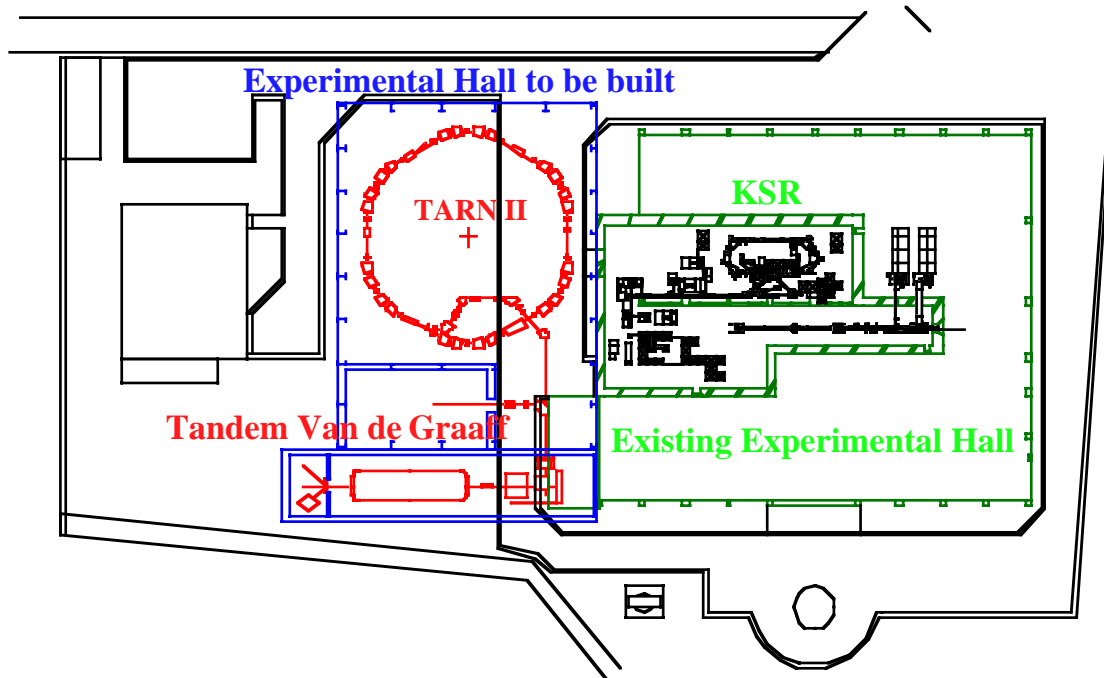 Experimental Hall to be built
KSR
TARN II
Tandem Van de Graaff
Existing Experimental Hall